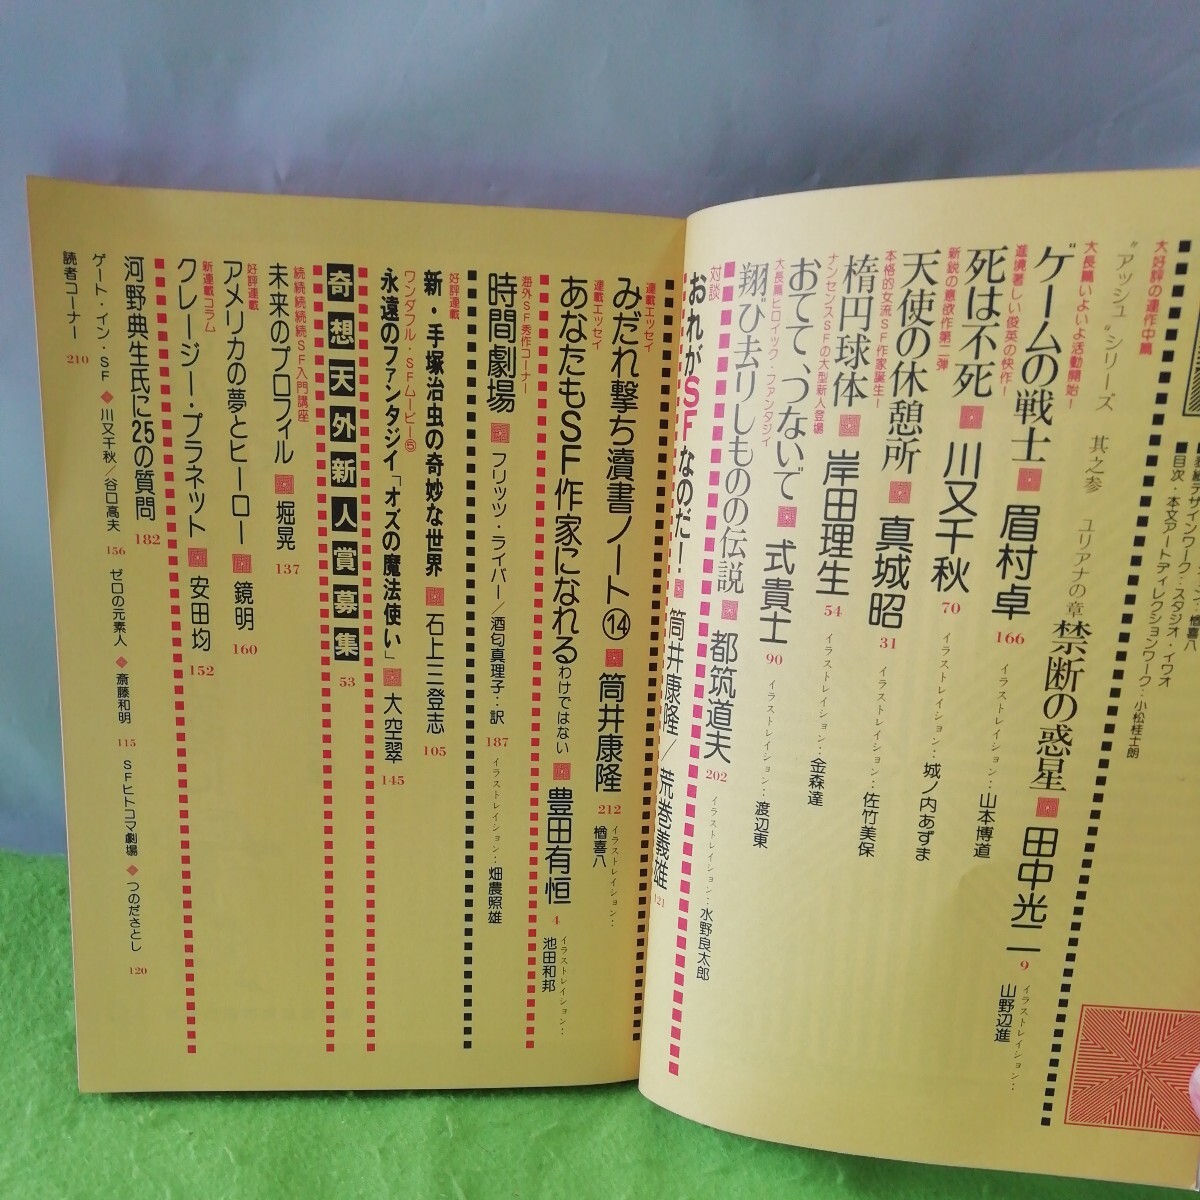 目次・本文アートディレクションワーク：小松桂士朗
大好評の連作中篇
〝アッシュ〟シリーズ 其之参 ユリアナの章
禁断の惑星 田中光二 9
イラストレイション：山野辺進
大長篇いよいよ活動開始！
〝ゲームの戦士 眉村卓 166
イラストレイション：山本博道
進境著しい俊英の快作！
死は不死 川又千秋 70
イラストレイション：城ノ内あずま
新鋭の意欲作第二弾
天使の休憩所 真城昭 31
イラストレイション：佐竹美保
本格的女流SF作家誕生！
楕円球体 岸田理生 54
イラストレイション：金森達
ナンセンスSFの大型新人登場
おてて、つないで 式貴士 90
イラストレイション：渡辺東
大長篇ヒロイック・ファンタジイ
翔び去りしものの伝説 都筑道夫 202
イラストレイション：水野良太郎
対談
おれがSFなのだ！ 筒井康隆／荒巻義雄 121
連載エッセイ
みだれ撃ち瀆書ノート⑭ 筒井康隆 212
イラストレイション：楢喜八
連載エッセイ
あなたもSF作家になれるわけではない 豊田有恒 4
イラストレイション：池田和邦
海外SF秀作コーナー
時間劇場 フリッツ・ライバー／酒匂真理子：訳 187
イラストレイション：畑農照雄
好評連載
新・手塚治虫の奇妙な世界 石上三登志 105
ワンダフル・SFムービー⑤
永遠のファンタジイ「オズの魔法使い」 大空翠 145
奇想天外新人賞募集 53
続続続続続SF入門講座
未来のプロフィル 堀晃 137
好評連載
アメリカの夢とヒーロー 鏡明 160
新連載コラム
クレージー・プラネット 安田均 152
河野典生氏に25の質問 182
ゲート・イン・SF 川又千秋／谷口高夫 156 ゼロの元素人 斎藤和明 115 SFヒトコマ劇場 つのださとし 120
読者コーナー 210